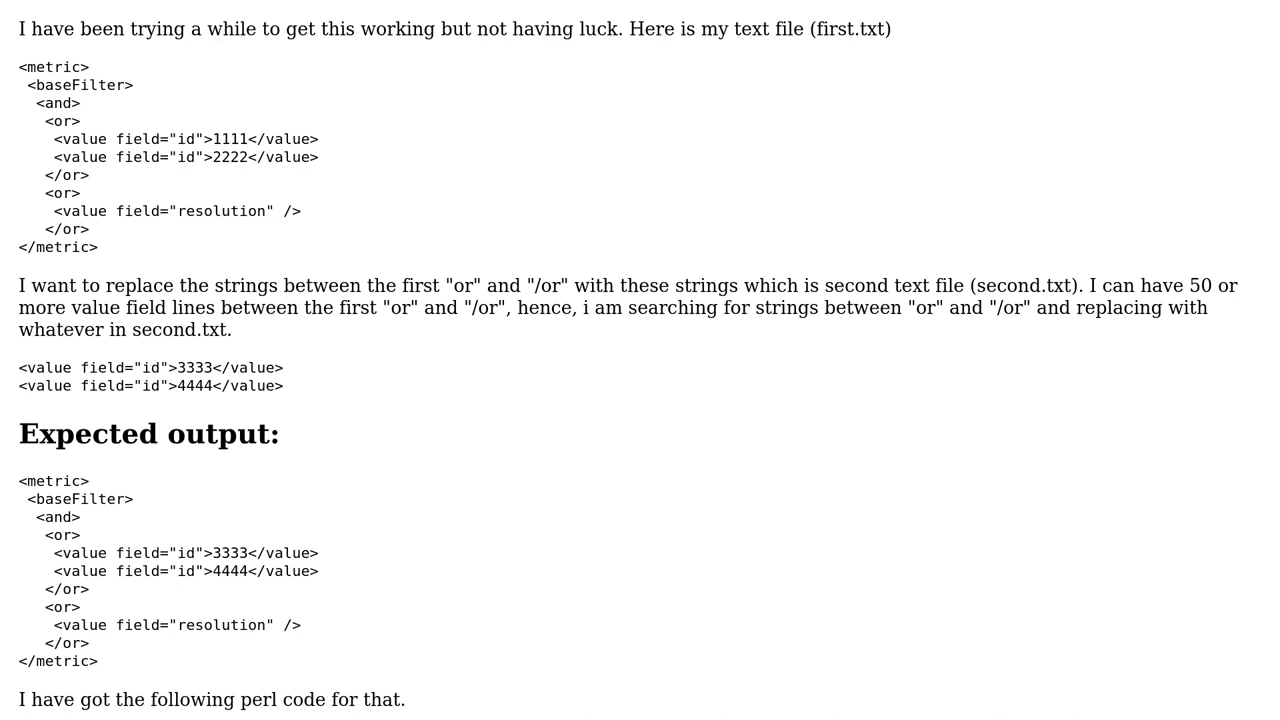 I have been trying a while to get this working but not having luck. Here is my text file (first.txt)
<metric>
 <baseFilter>
  <and>
   <or>
    <value field="id">1111</value>
    <value field="id">2222</value>
   </or>
   <or>
    <value field="resolution" />
   </or>
</metric>
I want to replace the strings between the first "or" and "/or" with these strings which is second text file (second.txt). I can have 50 or
more value field lines between the first "or" and "/or", hence, i am searching for strings between "or" and "/or" and replacing with
whatever in second.txt.
<value field="id">3333</value>
<value field="id">4444</value>
Expected output:
<metric>
 <baseFilter>
  <and>
   <or>
    <value field="id">3333</value>
    <value field="id">4444</value>
   </or>
   <or>
    <value field="resolution" />
   </or>
</metric>
I have got the following perl code for that.